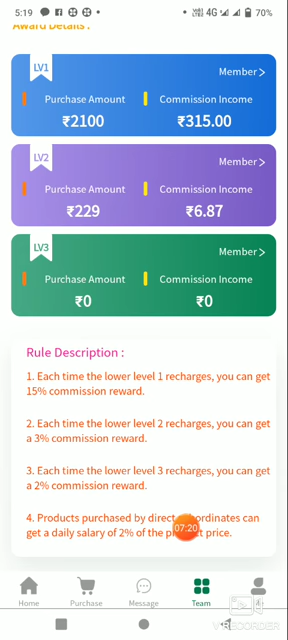 5:19
4G
70%
Award Details :
LV1
Member >
Purchase Amount
Commission Income
₹2100
₹315.00
LV2
Member >
Purchase Amount
Commission Income
₹229
₹6.87
LV3
Member >
Purchase Amount
Commission Income
₹0
₹0
Rule Description :
1. Each time the lower level 1 recharges, you can get
15% commission reward.
2. Each time the lower level 2 recharges, you can get
a 3% commission reward.
3. Each time the lower level 3 recharges, you can get
a 2% commission reward.
4. Products purchased by direct can
07:20
get a daily salary of 2% of the price.
Home
Purchase
Message
Team
VRECORDER